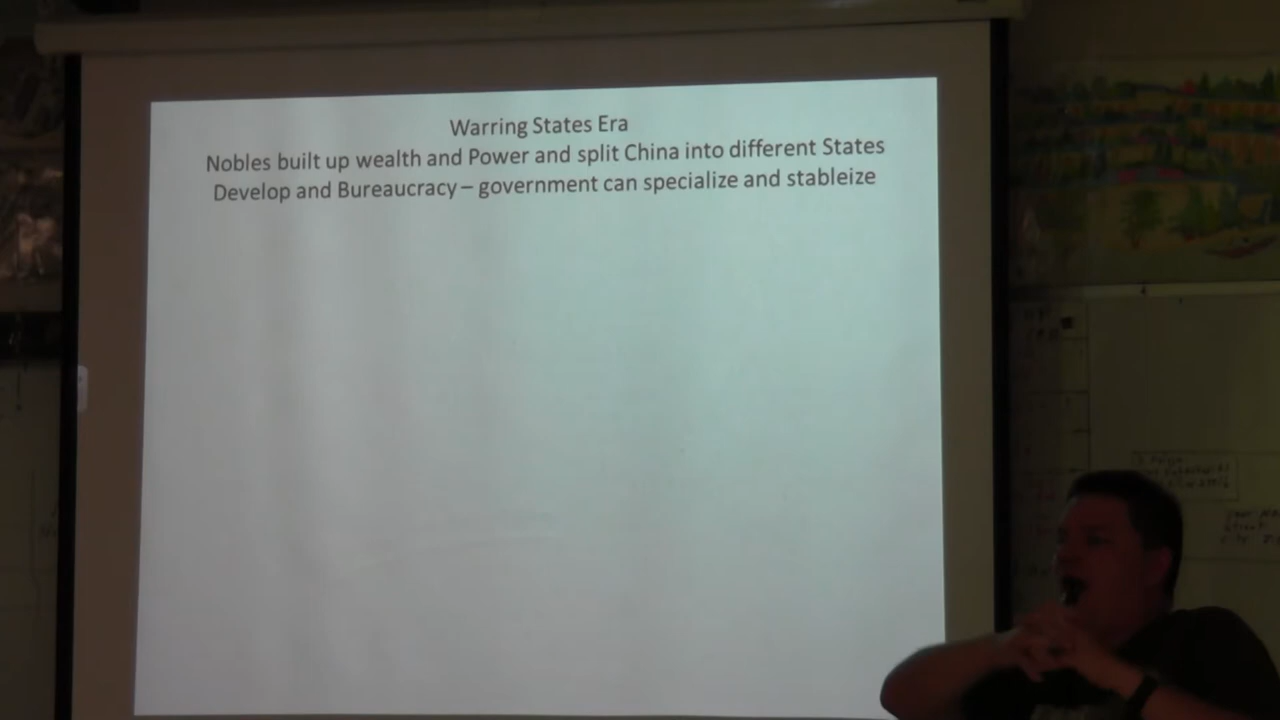 Warring States Era
Nobles built up wealth and Power and split China into different States
Develop and Bureaucracy – government can specialize and stableize